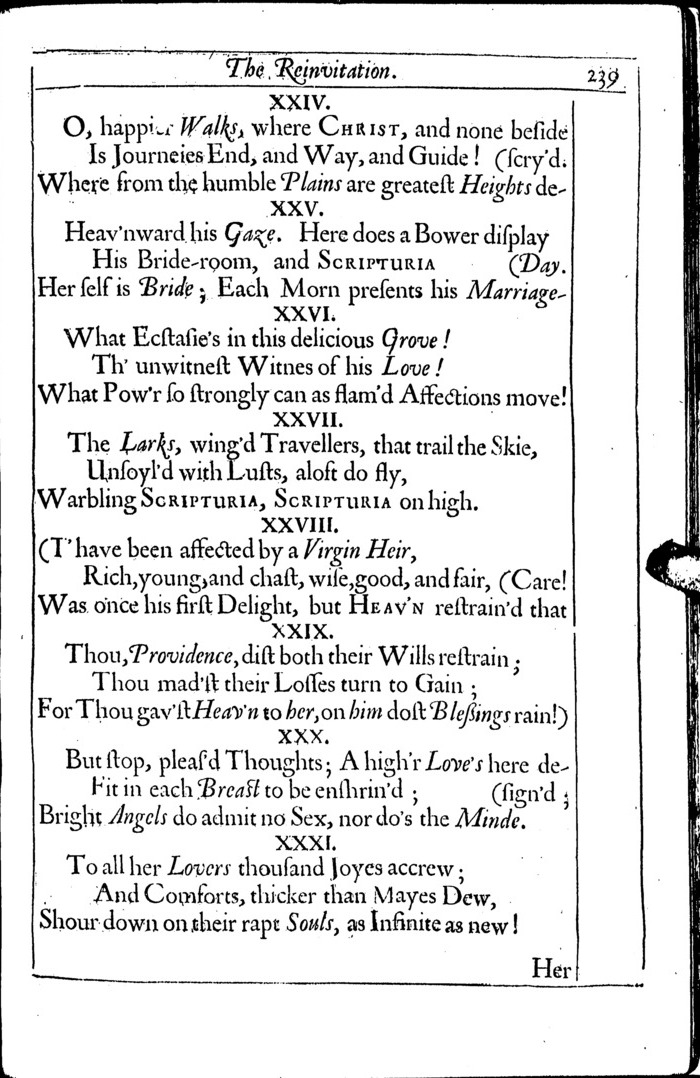 The Reinvitation. 239
XXIV.
O, happier Walks, where CHRIST, and none beſide
Is Journeies End, and Way, and Guide! (ſcry'd.
Where from the humble Plains are greateſt Heights de-
XXV.
Heav'nward his Gaze. Here does a Bower diſplay
His Bride-room, and SCRIPTURIA (Day.
Her ſelf is Bride; Each Morn preſents his Marriage-
XXVI.
What Ecſtaſie's in this delicious Grove!
Th' unwitneſt Witnes of his Love!
What Pow'r ſo ſtrongly can as flam'd Affections move!
XXVII.
The Larks, wing'd Travellers, that trail the Skie,
Unſoyl'd with Luſts, aloft do fly,
Warbling SCRIPTURIA, SCRIPTURIA on high.
XXVIII.
(T' have been affected by a Virgin Heir,
Rich, young, and chaſt, wiſe, good, and fair, (Care!
Was once his firſt Delight, but HEAV'N reſtrain'd that
XXIX.
Thou, Providence, diſt both their Wills reſtrain;
Thou mad'ſt their Loſſes turn to Gain;
For Thou gav'ſt Heav'n to her, on him doſt Bleſſings rain!)
XXX.
But ſtop, pleaſ'd Thoughts; A high'r Love's here de-
Fit in each Breaſt to be enſhrin'd; (ſign'd;
Bright Angels do admit no Sex, nor do's the Minde.
XXXI.
To all her Lovers thouſand Joyes accrew;
And Comforts, thicker than Mayes Dew,
Shour down on their rapt Souls, as Infinite as new!
Her